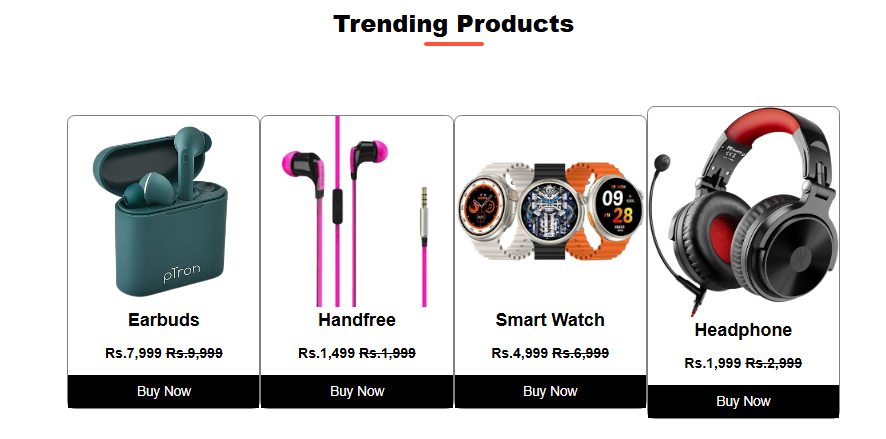 Trending Products
pTron
09
28
Earbuds
Rs.7,999 Rs.9,999
Buy Now
Handfree
Rs.1,499 Rs.1,999
Buy Now
Smart Watch
Rs.4,999 Rs.6,999
Buy Now
Headphone
Rs.1,999 Rs.2,999
Buy Now